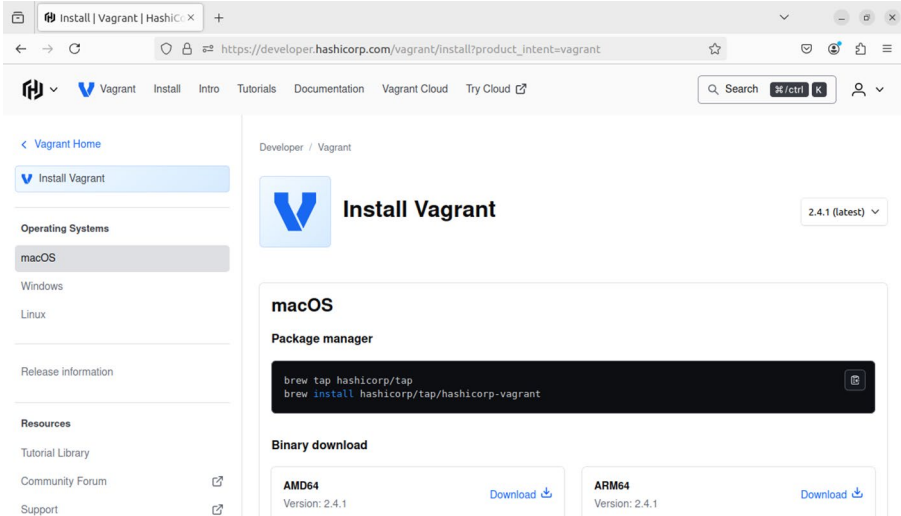 Install | Vagrant | HashiCo
https://developer.hashicorp.com/vagrant/install?product_intent=vagrant
Vagrant Install Intro Tutorials Documentation Vagrant Cloud Try Cloud Search ⌘/ctrl K
Vagrant Home
Install Vagrant
Operating Systems
macOS
Windows
Linux
Release information
Resources
Tutorial Library
Community Forum
Support
Developer / Vagrant
Install Vagrant
2.4.1 (latest)
macOS
Package manager
brew tap hashicorp/tap
brew install hashicorp/tap/hashicorp-vagrant
Binary download
AMD64
Version: 2.4.1
Download
ARM64
Version: 2.4.1
Download